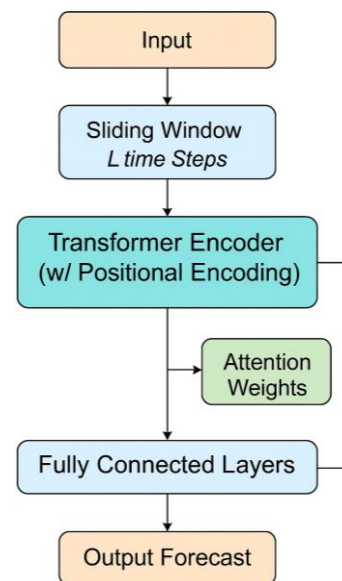 Input
Sliding Window
L time Steps
Transformer Encoder
(w/ Positional Encoding)
Attention
Weights
Fully Connected Layers
Output Forecast